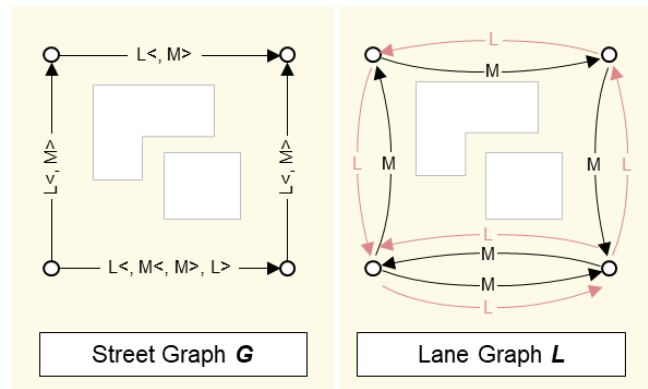 L<, M>
L<, M>
L<, M>
L<, M<, M>, L>
Street Graph G
L
M
L
M
M
L
L
M
M
L
Lane Graph L